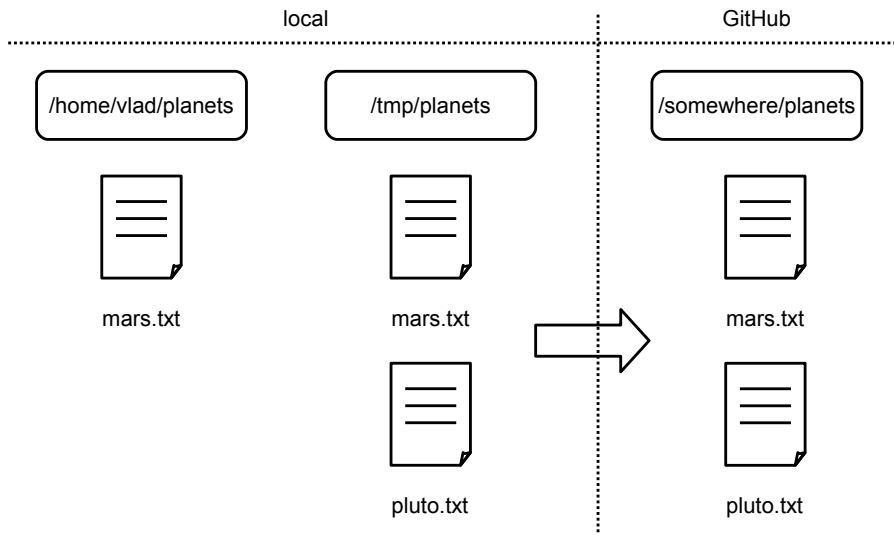 local
GitHub
/home/vlad/planets
/tmp/planets
/somewhere/planets
mars.txt
mars.txt
mars.txt
pluto.txt
pluto.txt